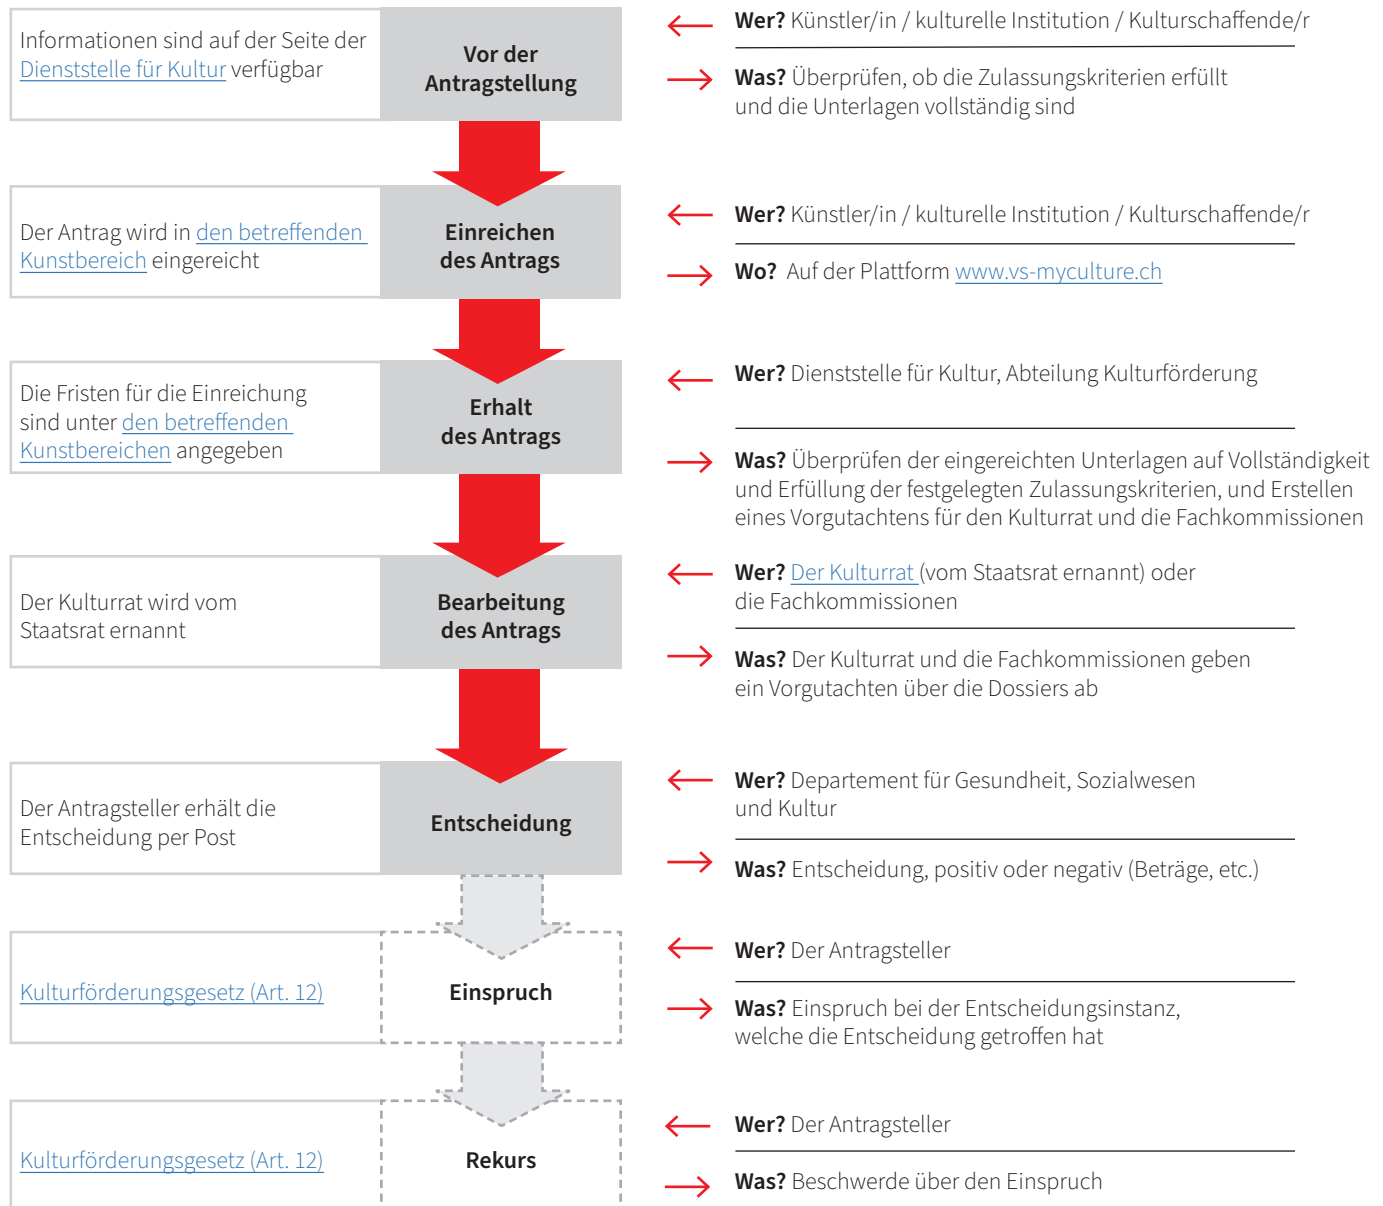 Informationen sind auf der Seite der
Dienststelle für Kultur verfügbar
Vor der
Antragstellung
Wer? Künstler/in / kulturelle Institution / Kulturschaffende/r
Was? Überprüfen, ob die Zulassungskriterien erfüllt
und die Unterlagen vollständig sind
Der Antrag wird in den betreffenden
Kunstbereich eingereicht
Einreichen
des Antrags
Wer? Künstler/in / kulturelle Institution / Kulturschaffende/r
Wo? Auf der Plattform www.vs-myculture.ch
Die Fristen für die Einreichung
sind unter den betreffenden
Kunstbereichen angegeben
Erhalt
des Antrags
Wer? Dienststelle für Kultur, Abteilung Kulturförderung
Was? Überprüfen der eingereichten Unterlagen auf Vollständigkeit
und Erfüllung der festgelegten Zulassungskriterien, und Erstellen
eines Vorgutachtens für den Kulturrat und die Fachkommissionen
Der Kulturrat wird vom
Staatsrat ernannt
Bearbeitung
des Antrags
Wer? Der Kulturrat (vom Staatsrat ernannt) oder
die Fachkommissionen
Was? Der Kulturrat und die Fachkommissionen geben
ein Vorgutachten über die Dossiers ab
Der Antragsteller erhält die
Entscheidung per Post
Entscheidung
Wer? Departement für Gesundheit, Sozialwesen
und Kultur
Was? Entscheidung, positiv oder negativ (Beträge, etc.)
Kulturförderungsgesetz (Art. 12)
Einspruch
Wer? Der Antragsteller
Was? Einspruch bei der Entscheidungsinstanz,
welche die Entscheidung getroffen hat
Kulturförderungsgesetz (Art. 12)
Rekurs
Wer? Der Antragsteller
Was? Beschwerde über den Einspruch